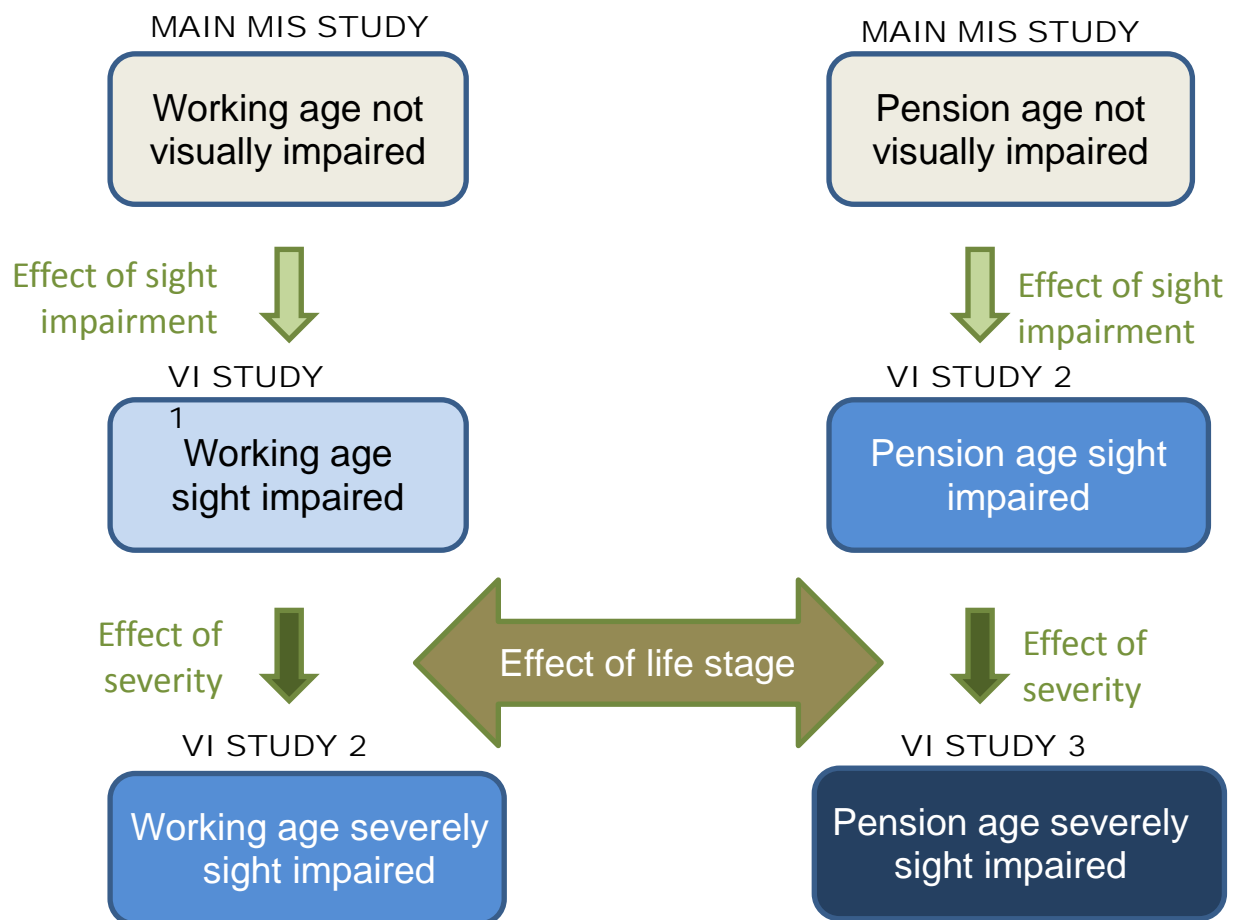 MAIN MIS STUDY
Working age not
visually impaired
Effect of sight
impairment
VI STUDY
1
Working age
sight impaired
Effect of
severity
VI STUDY 2
Working age severely
sight impaired
Effect of life stage
MAIN MIS STUDY
Pension age not
visually impaired
Effect of sight
impairment
VI STUDY 2
Pension age sight
impaired
Effect of
severity
VI STUDY 3
Pension age severely
sight impaired